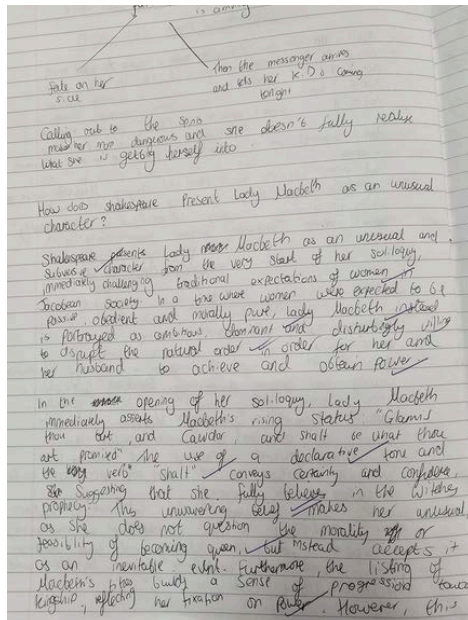 is
fate on her
side
then the messenger arrives
and tells her K.D. coming
tonight
Calling out to the
make her more dangerous and she doesn't fully realise
what she is getting herself into.
How does shakespeare Present Lady Macbeth as an unusual
character?
Shakespeare presents Lady Macbeth as an unusual and
subversive character from the very start of her soliloquy,
immediately challenging traditional expectations of women in
Jacobean Society. In a time where women were expected to be
passive, obedient and morally pure, Lady Macbeth instead
is portrayed as ambitious, dominant and disturbingly willing
to disrupt the natural order in order for her and
her husband to achieve and obtain power
In the opening of her soliloquy, Lady Macbeth
immediately asserts Macbeth's rising status "Glamis
thou art, and Cawdor, and shalt be what thou
art promised" The use of a declarative tone and
the verb "shalt" conveys certainty and confidence,
suggesting that she fully believes in the witches
prophecy. This unwavering belief makes her unusual
as she does not question the morality or
feasibility of becoming queen, but instead accepts it
as an inevitable event. Furthermore, the listing of
Macbeth's titles builds a sense of progression
kingship, reflecting her fixation on power. However, this